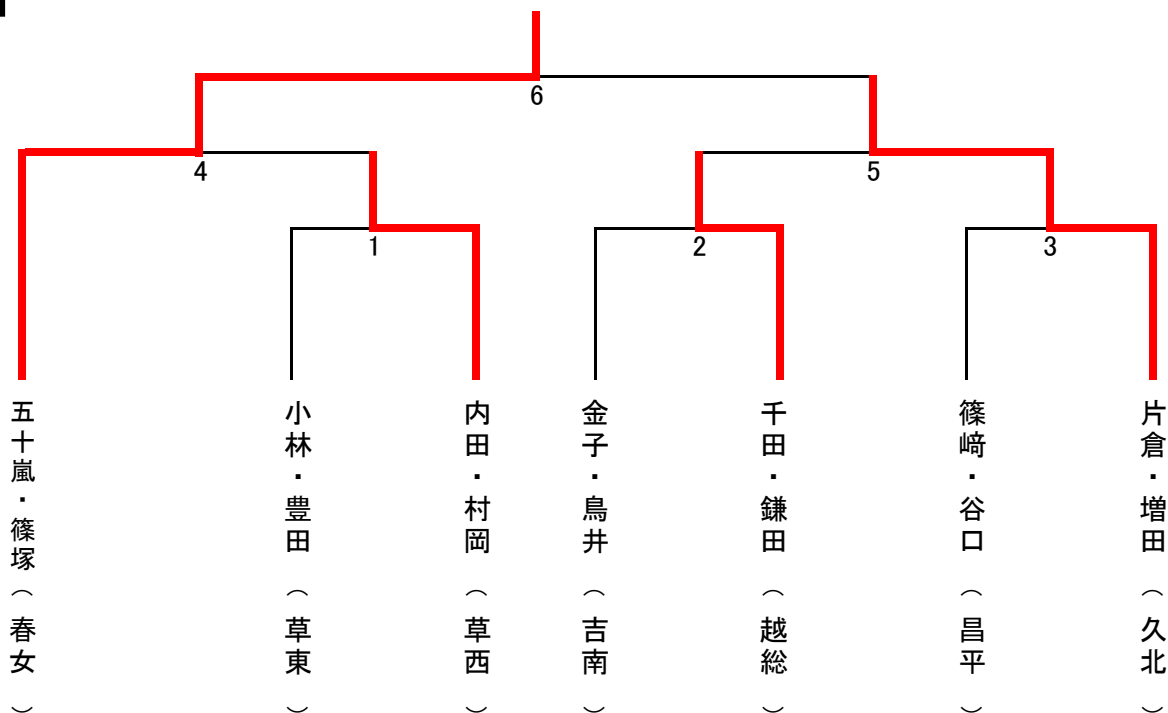 6
4
5
1
2
3
五十嵐・篠塚（春女）
小林・豊田（草東）
内田・村岡（草西）
金子・鳥井（吉南）
千田・鎌田（越総）
篠﨑・谷口（昌平）
片倉・増田（久北）